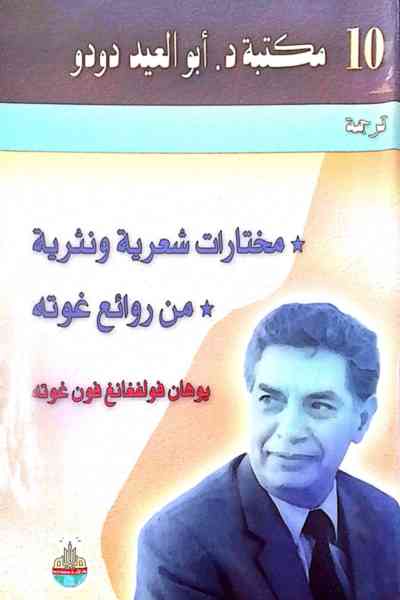 10 مكتبة د. أبو العيد دودو
ترجمة
* مختارات شعرية ونثرية
* من روائع غوته
يوهان فولفغانغ فون غوته